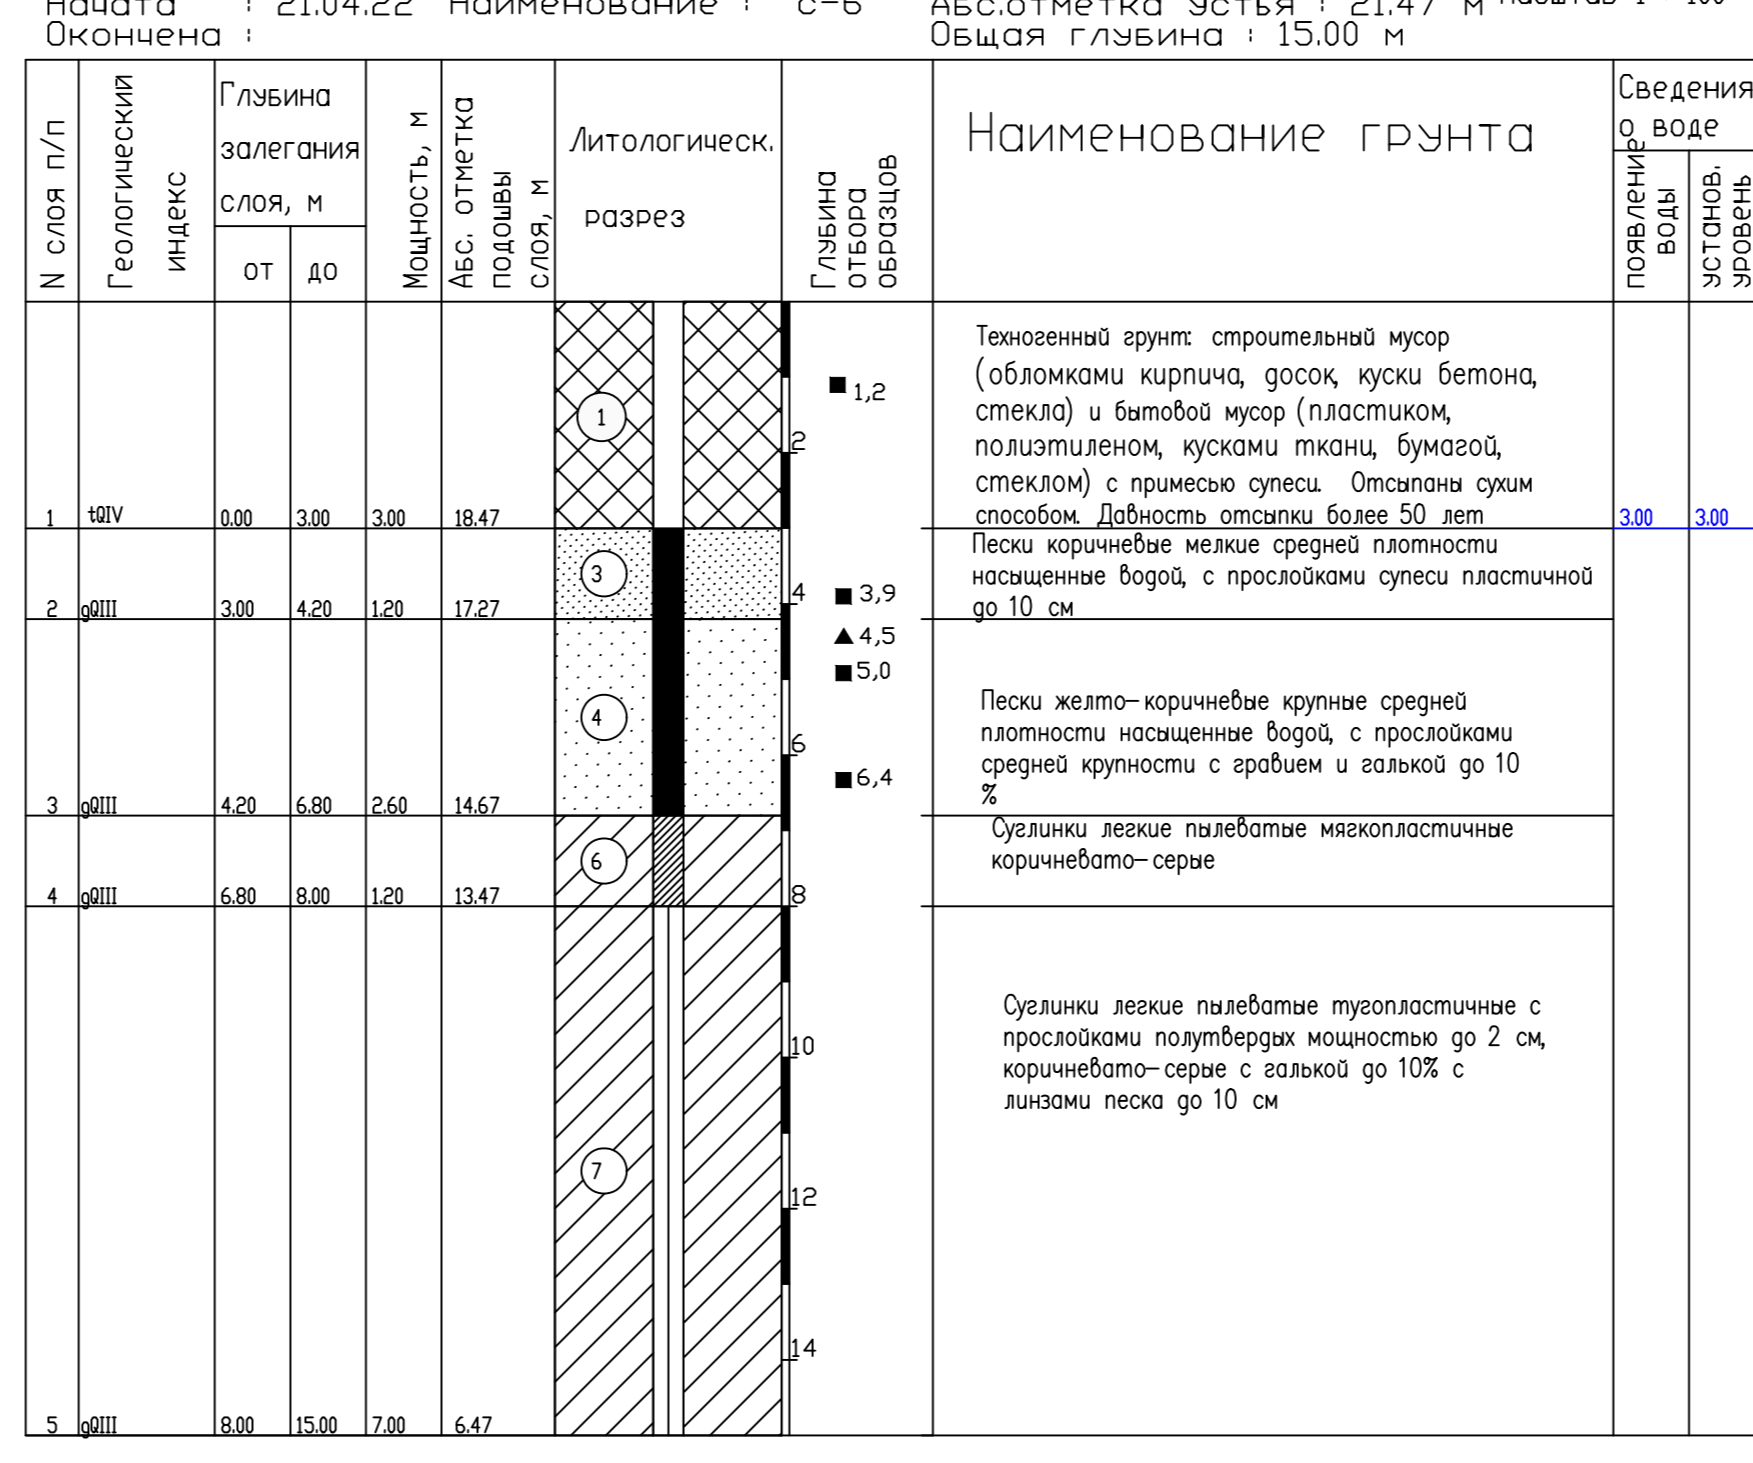 Начата : 21.04.22 Наименование : с-6 Абс.отметка устья : 21.47 м Масштаб 1 : 100
Окончена :
Общая глубина : 15.00 м
N слоя п/п
Геологический
индекс
Глубина
залегания
слоя, м
от до
Мощность, м
Абс. отметка
подошвы
слоя, м
Литологическ.
разрез
Глубина
отбора
образцов
Наименование грунта
Сведения
о воде
появление
воды
установ.
уровень
1 tQIV 0.00 3.00 3.00 18.47
1
2
1,2
Техногенный грунт: строительный мусор
(обломками кирпича, досок, куски бетона,
стекла) и бытовой мусор (пластиком,
полиэтиленом, кусками ткани, бумагой,
стеклом) с примесью супеси. Отсыпаны сухим
способом. Давность отсыпки более 50 лет
3.00 3.00
2 gQIII 3.00 4.20 1.20 17.27
3
4
3,9
Пески коричневые мелкие средней плотности
насыщенные водой, с прослойками супеси пластичной
до 10 см
3 gQIII 4.20 6.80 2.60 14.67
4
6
4,5
5,0
6,4
Пески желто-коричневые крупные средней
плотности насыщенные водой, с прослойками
средней крупности с гравием и галькой до 10
%
4 gQIII 6.80 8.00 1.20 13.47
6
8
Суглинки легкие пылеватые мягкопластичные
коричневато-серые
5 gQIII 8.00 15.00 7.00 6.47
7
10
12
14
Суглинки легкие пылеватые тугопластичные с
прослойками полутвердых мощностью до 2 см,
коричневато-серые с галькой до 10% с
линзами песка до 10 см